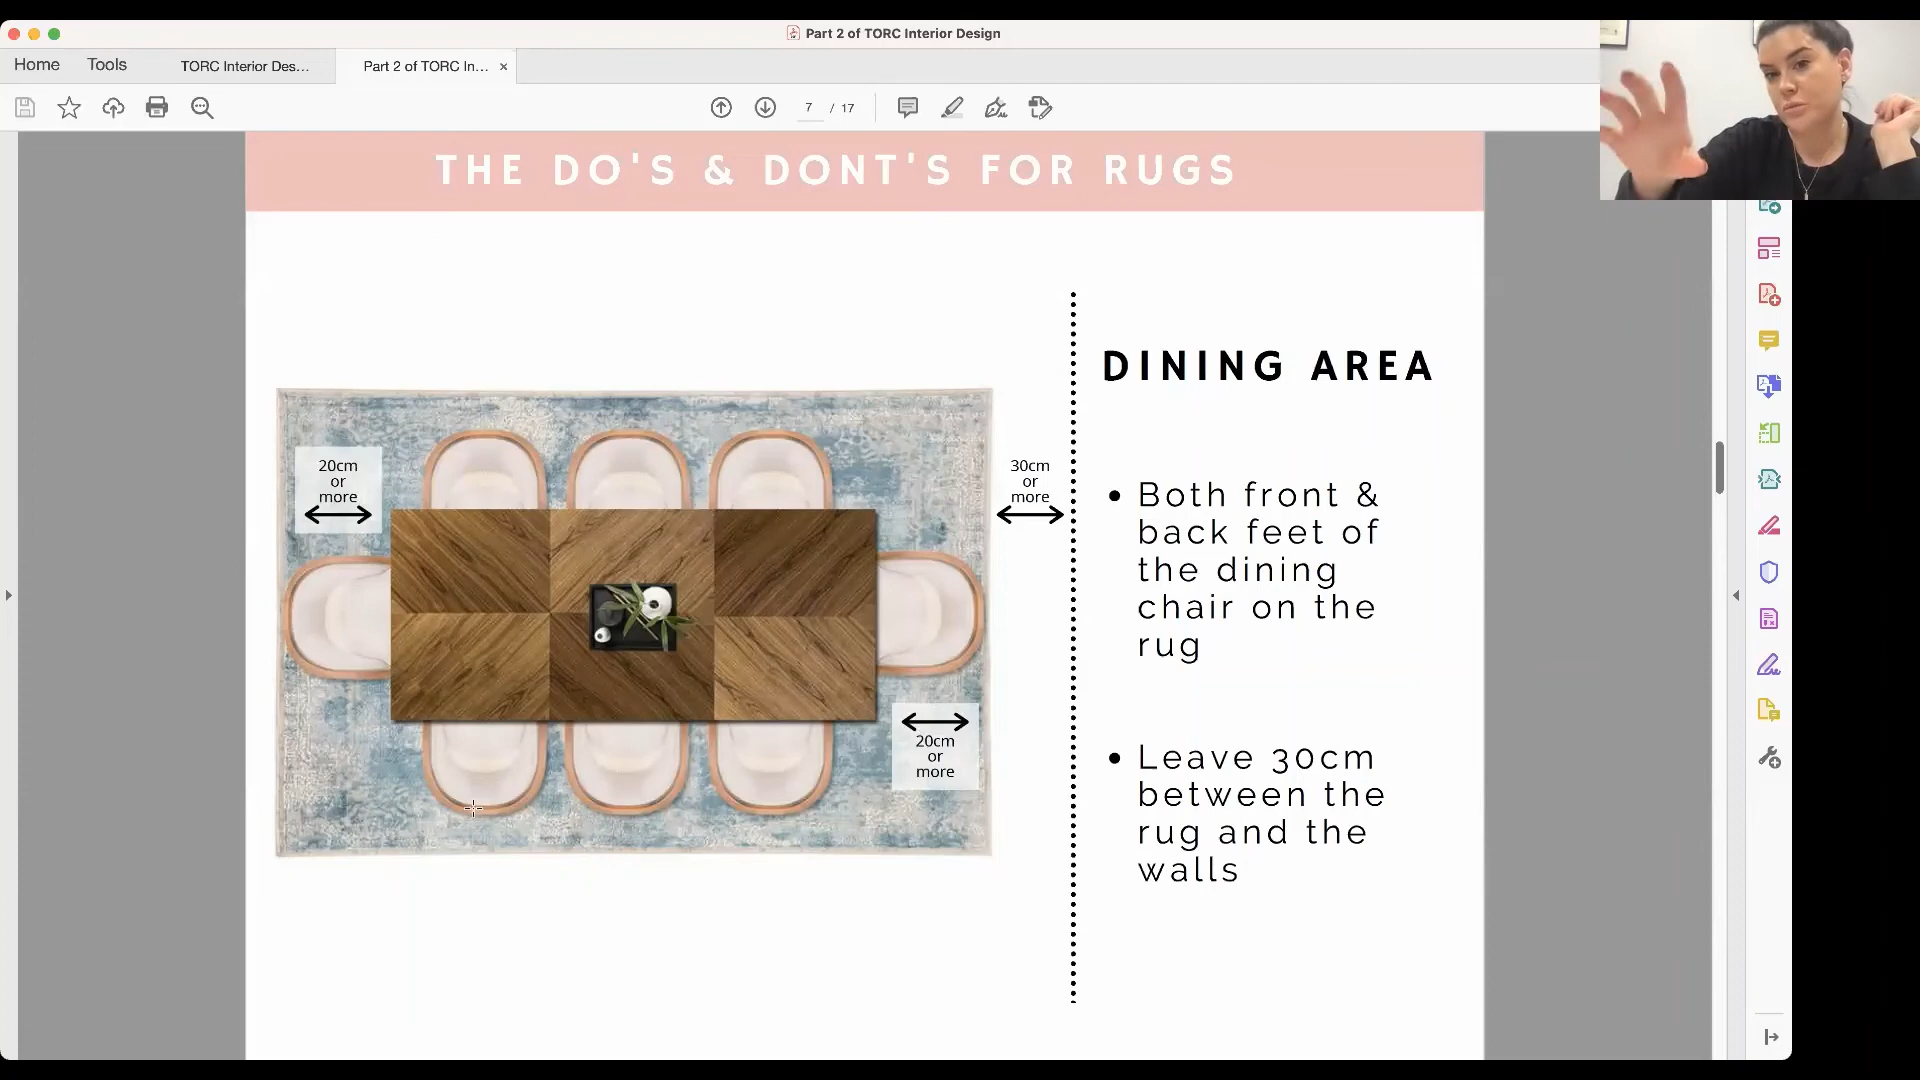 Part 2 of TORC Interior Design
Home
Tools
TORC Interior Des...
Part 2 of TORC In...
7 / 17
THE DO'S & DONT'S FOR RUGS
DINING AREA
20cm
or
more
30cm
or
more
Both front &
back feet of
the dining
chair on the
rug
20cm
or
more
Leave 30cm
between the
rug and the
walls